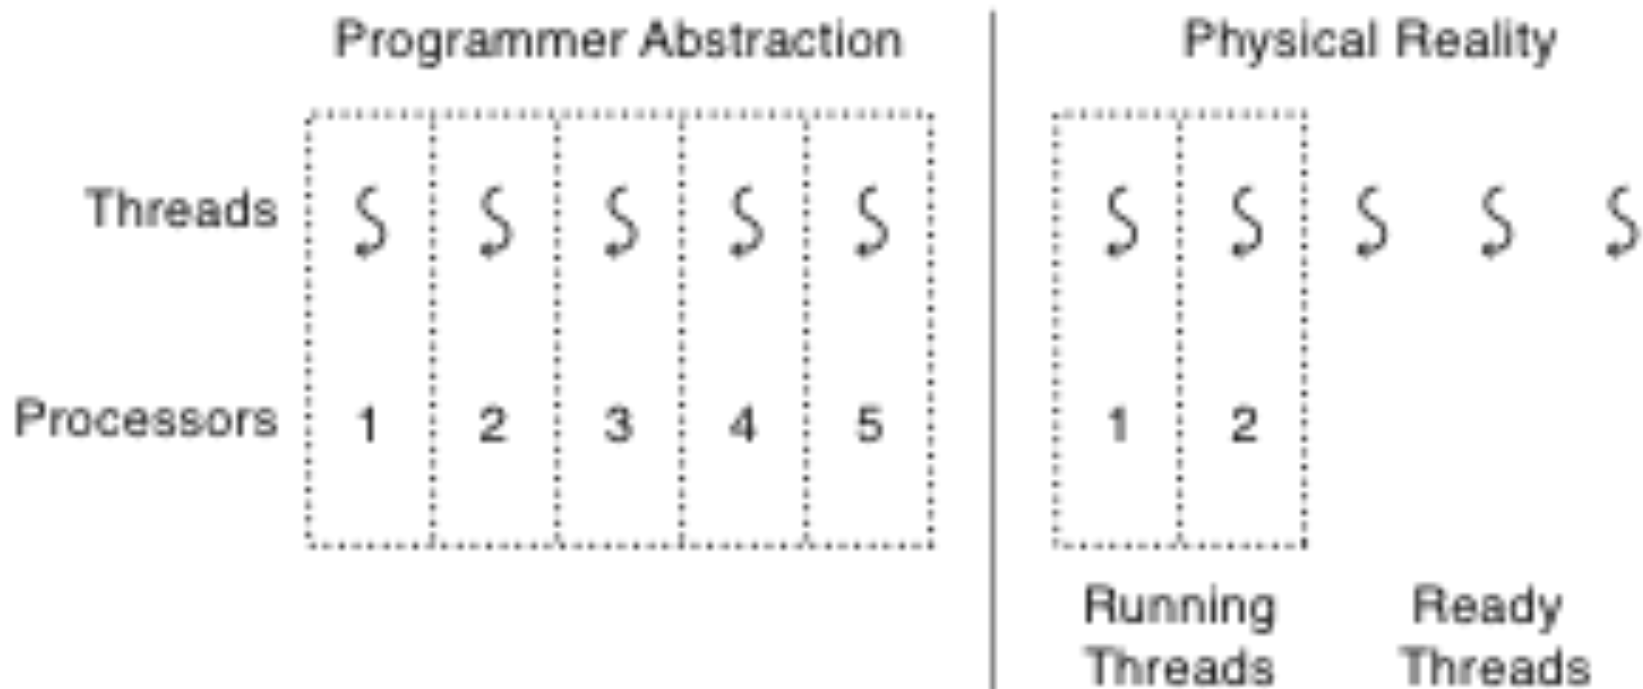 Programmer Abstraction
Physical Reality
Threads
Processors 1 2 3 4 5 1 2
Running Threads
Ready Threads